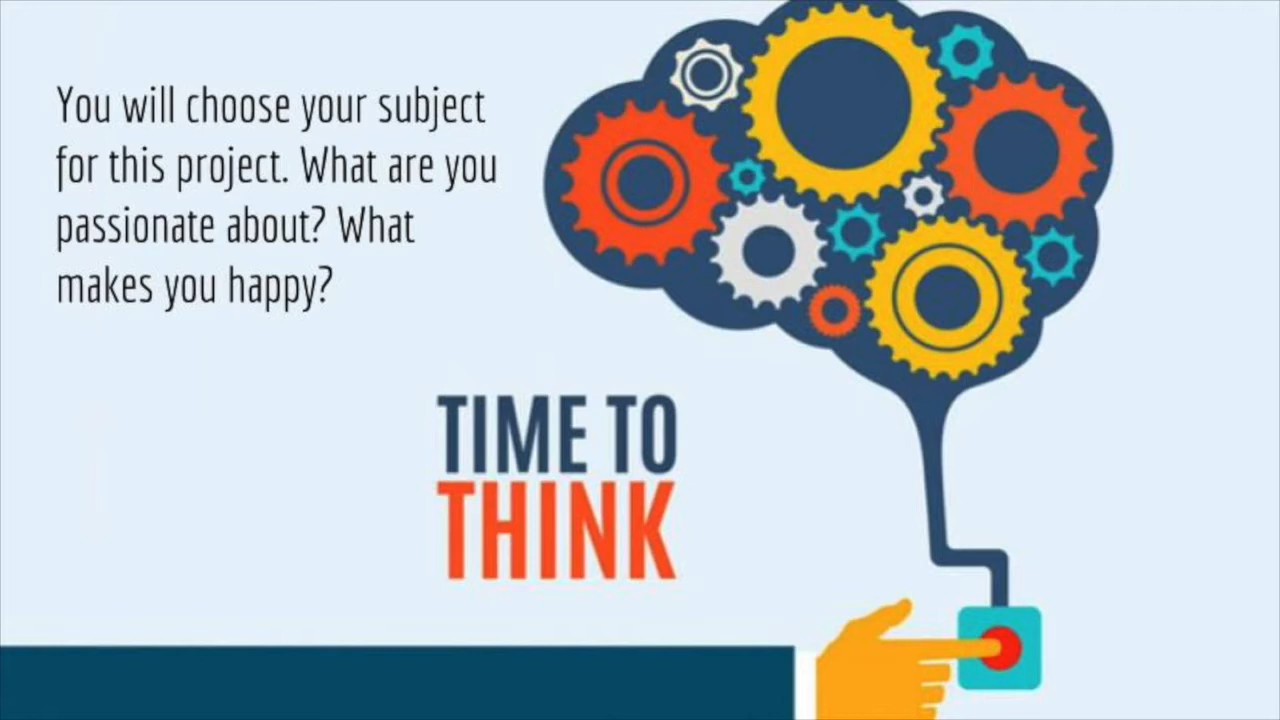 You will choose your subject
for this project. What are you
passionate about? What
makes you happy?
TIME TO
THINK